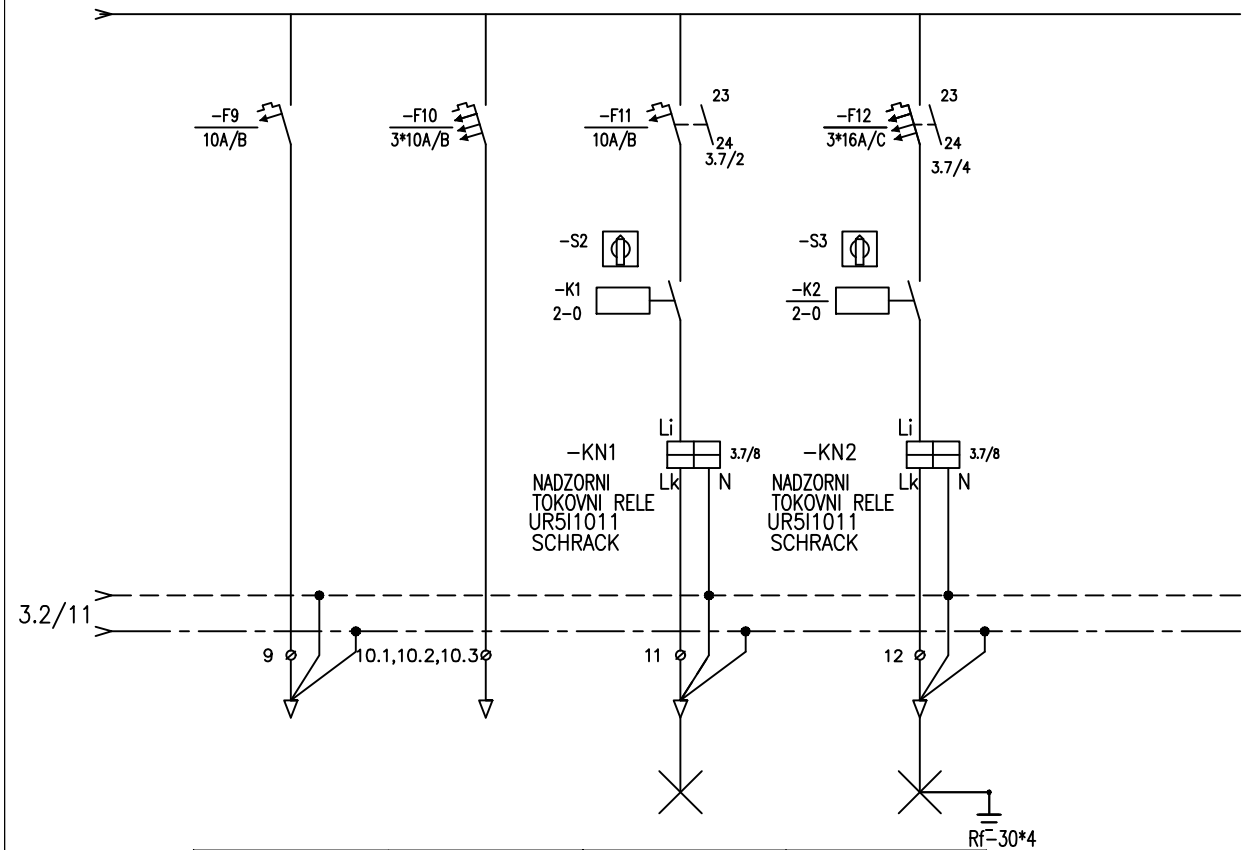 -F9
10A/B
-F10
3*10A/B
-F11
10A/B
23
24
3.7/2
-F12
3*16A/C
23
24
3.7/4
-S2
-K1
2-0
-S3
-K2
2-0
Li
-KN1
3.7/8
Lk
N
NADZORNI
TOKOVNI RELE
UR5I1011
SCHRACK
Li
-KN2
3.7/8
Lk
N
NADZORNI
TOKOVNI RELE
UR5I1011
SCHRACK
3.2/11
9
10.1,10.2,10.3
11
12
Rf-30*4